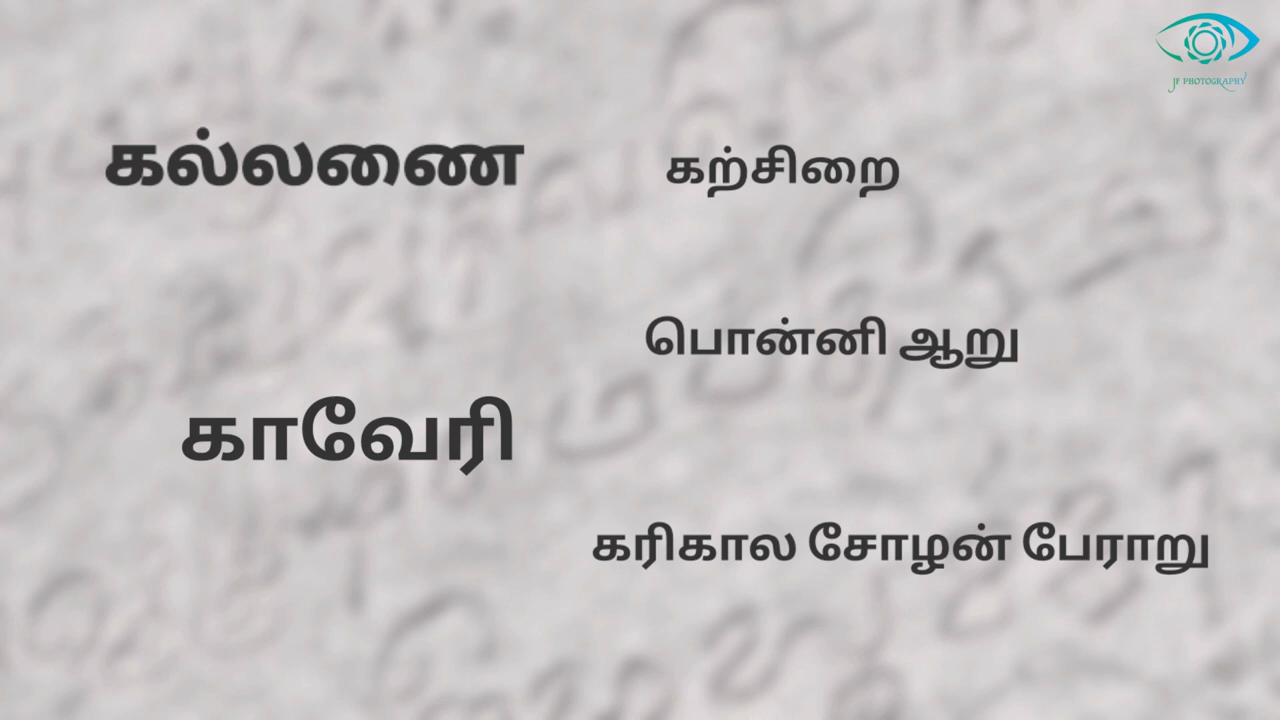 JF PHOTOGRAPHY
கல்லணை
கற்சிறை
பொன்னி ஆறு
காவேரி
கரிகால சோழன் பேராறு